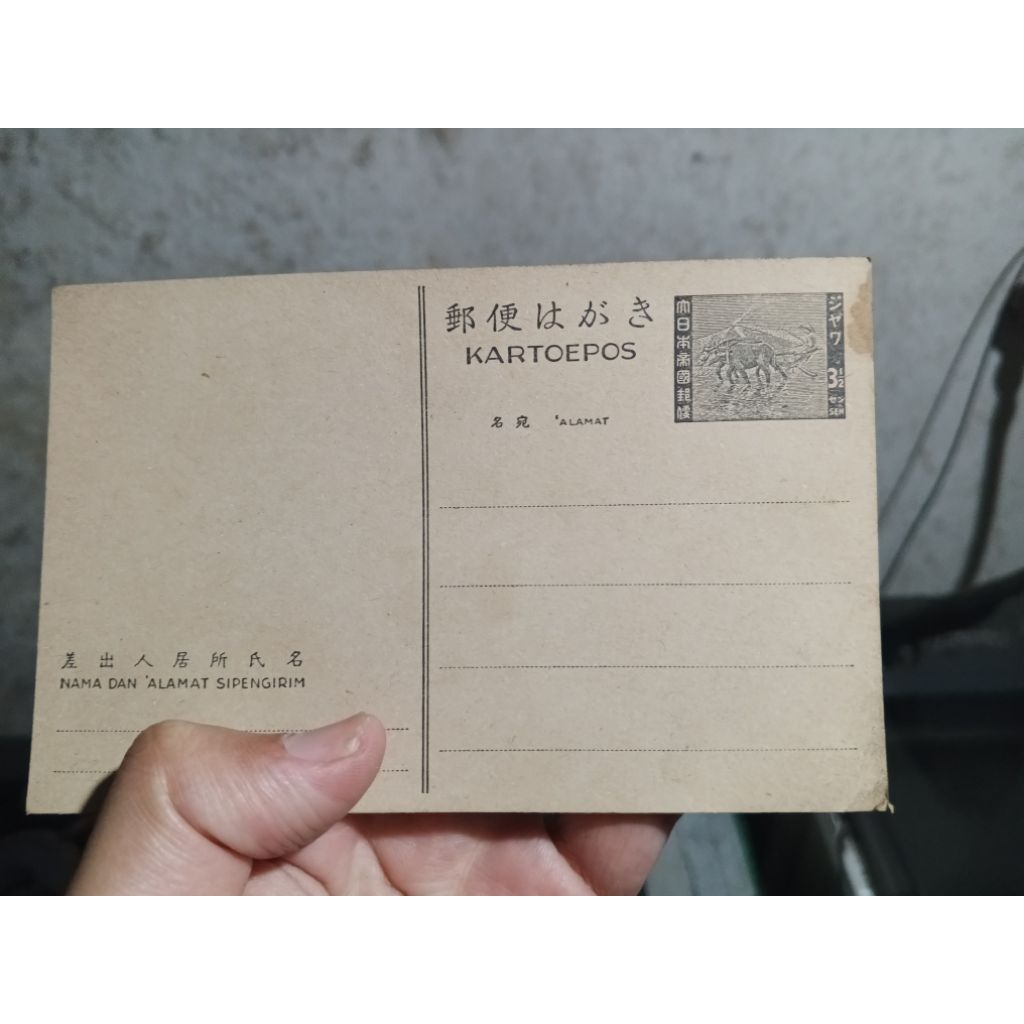 郵便はがき
KARTOEPOS
名宛 'ALAMAT
大日本帝國郵便
ジャワ
3½
セン
SEN
差出人居所氏名
NAMA DAN 'ALAMAT SIPENGIRIM